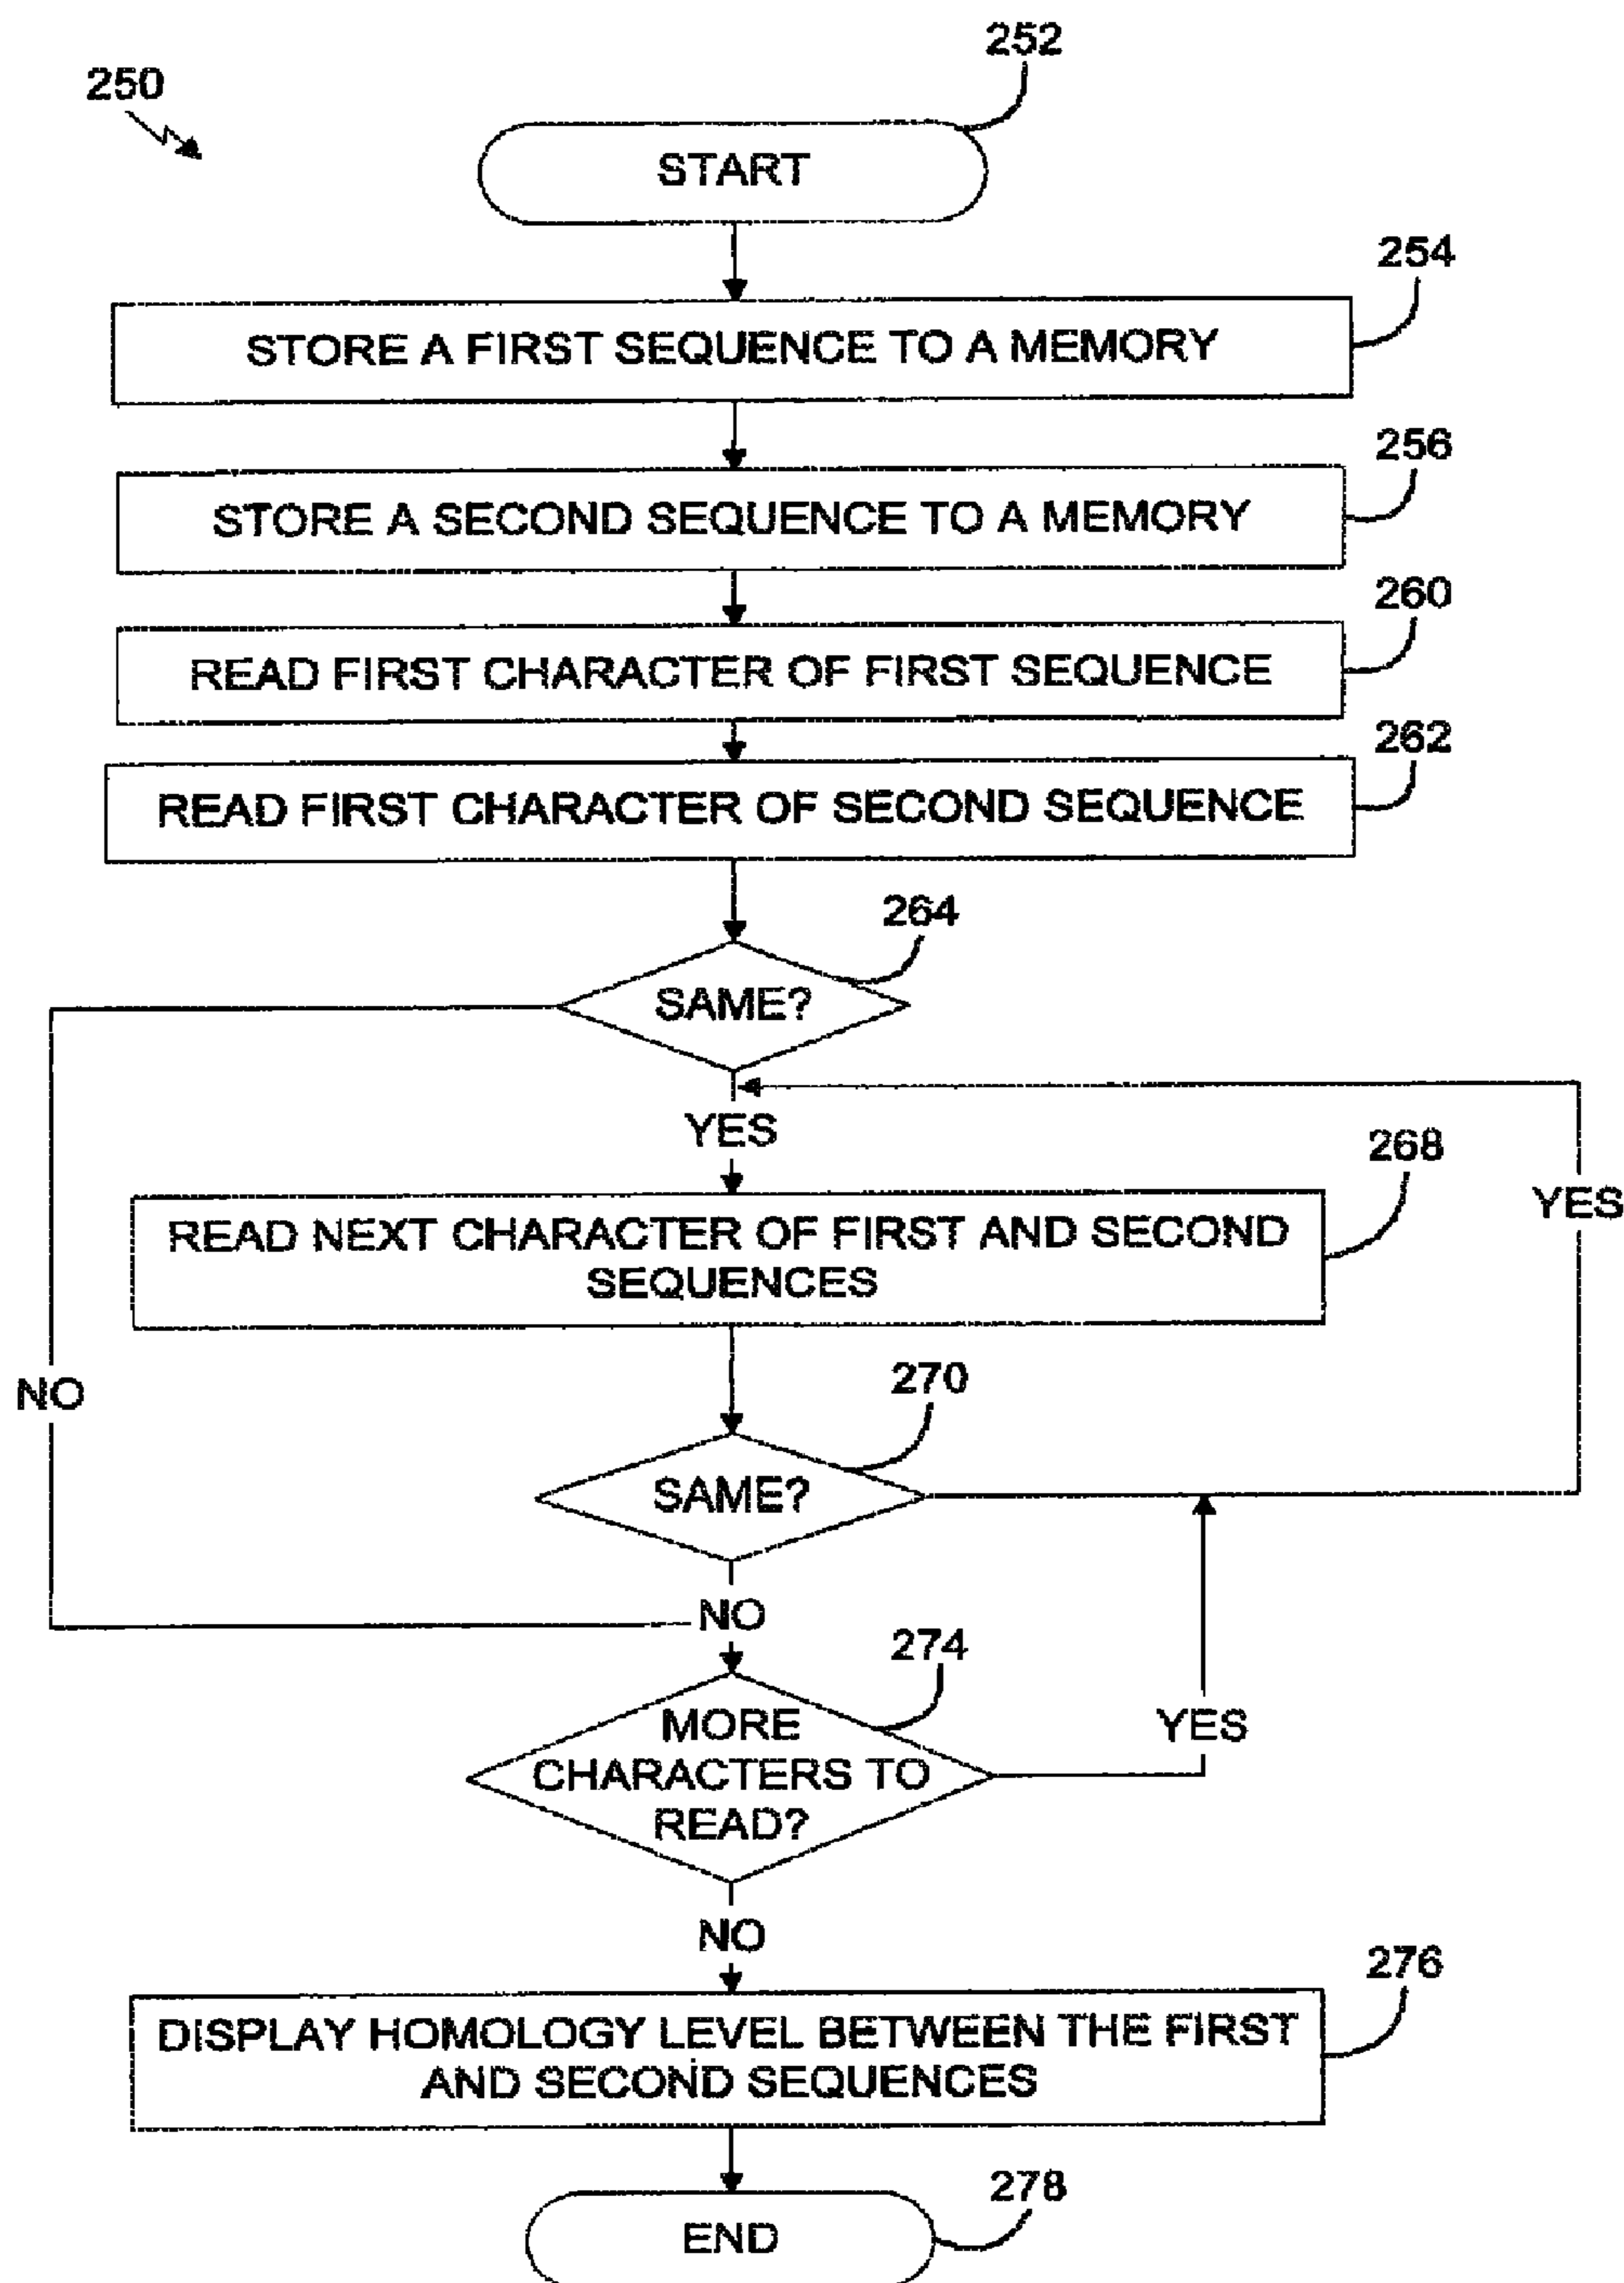 252
250
START
254
STORE A FIRST SEQUENCE TO A MEMORY
256
STORE A SECOND SEQUENCE TO A MEMORY
260
READ FIRST CHARACTER OF FIRST SEQUENCE
262
READ FIRST CHARACTER OF SECOND SEQUENCE
264
SAME?
YES
268
YES
READ NEXT CHARACTER OF FIRST AND SECOND
SEQUENCES
270
NO
SAME?
NO
274
MORE
CHARACTERS TO
READ?
YES
NO
276
DISPLAY HOMOLOGY LEVEL BETWEEN THE FIRST
AND SECOND SEQUENCES
278
END